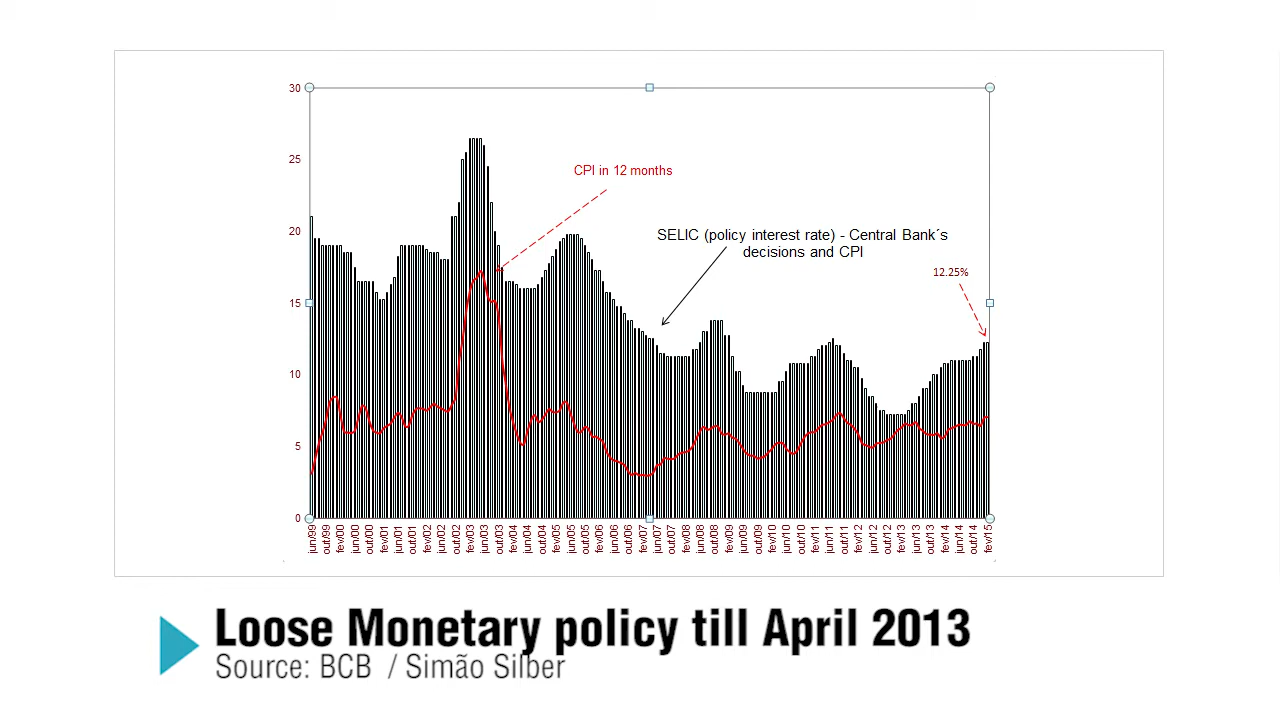 30
25
20
15
10
5
0
CPI in 12 months
SELIC (policy interest rate) - Central Bank´s
decisions and CPI
12.25%
jun/99
out/99
fev/00
jun/00
out/00
fev/01
jun/01
out/01
fev/02
jun/02
out/02
fev/03
jun/03
out/03
fev/04
jun/04
out/04
fev/05
jun/05
out/05
fev/06
jun/06
out/06
fev/07
jun/07
out/07
fev/08
jun/08
out/08
fev/09
jun/09
out/09
fev/10
jun/10
out/10
fev/11
jun/11
out/11
fev/12
jun/12
out/12
fev/13
jun/13
out/13
fev/14
jun/14
out/14
fev/15
Loose Monetary policy till April 2013
Source: BCB / Simão Silber